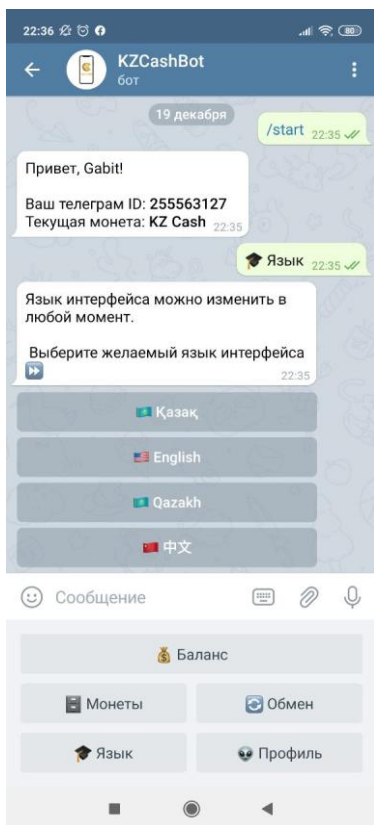 22:36
80
KZCashBot
бот
19 декабря
/start 22:35
Привет, Gabit!
Ваш телеграм ID: 255563127
Текущая монета: KZ Cash 22:35
🎓 Язык 22:35
Язык интерфейса можно изменить в
любой момент.
Выберите желаемый язык интерфейса
⏩ 22:35
🇰🇿 Қазақ
🇺🇸 English
🇰🇿 Qazakh
🇨🇳 中文
Сообщение
💰 Баланс
🗄 Монеты
🔄 Обмен
🎓 Язык
👽 Профиль